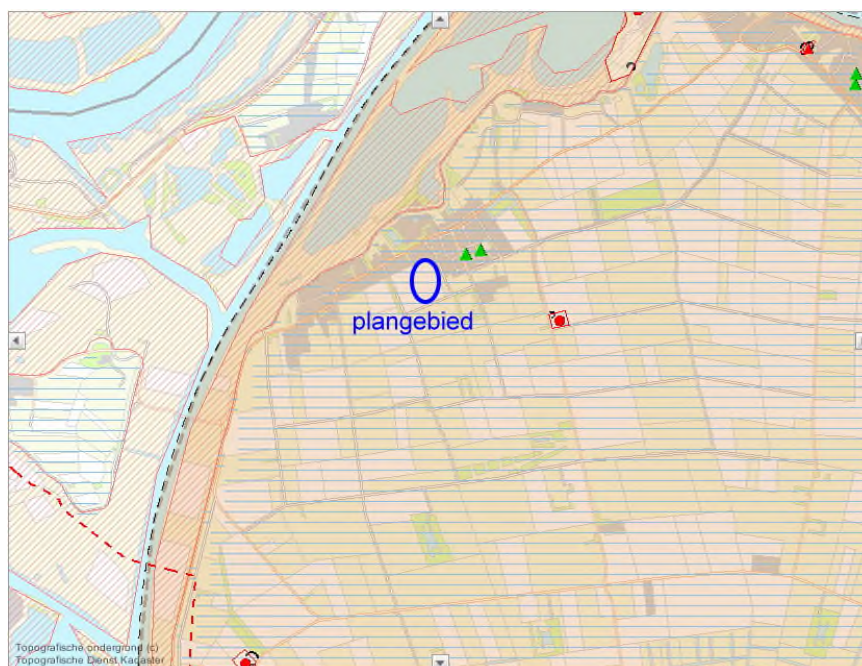 plangebied
Topografische ondergrond (c)
Topografische Dienst Kadaster